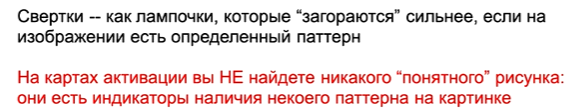 Свертки -- как лампочки, которые “загораются” сильнее, если на
изображении есть определенный паттерн
На картах активации вы НЕ найдете никакого “понятного” рисунка:
они есть индикаторы наличия некоего паттерна на картинке